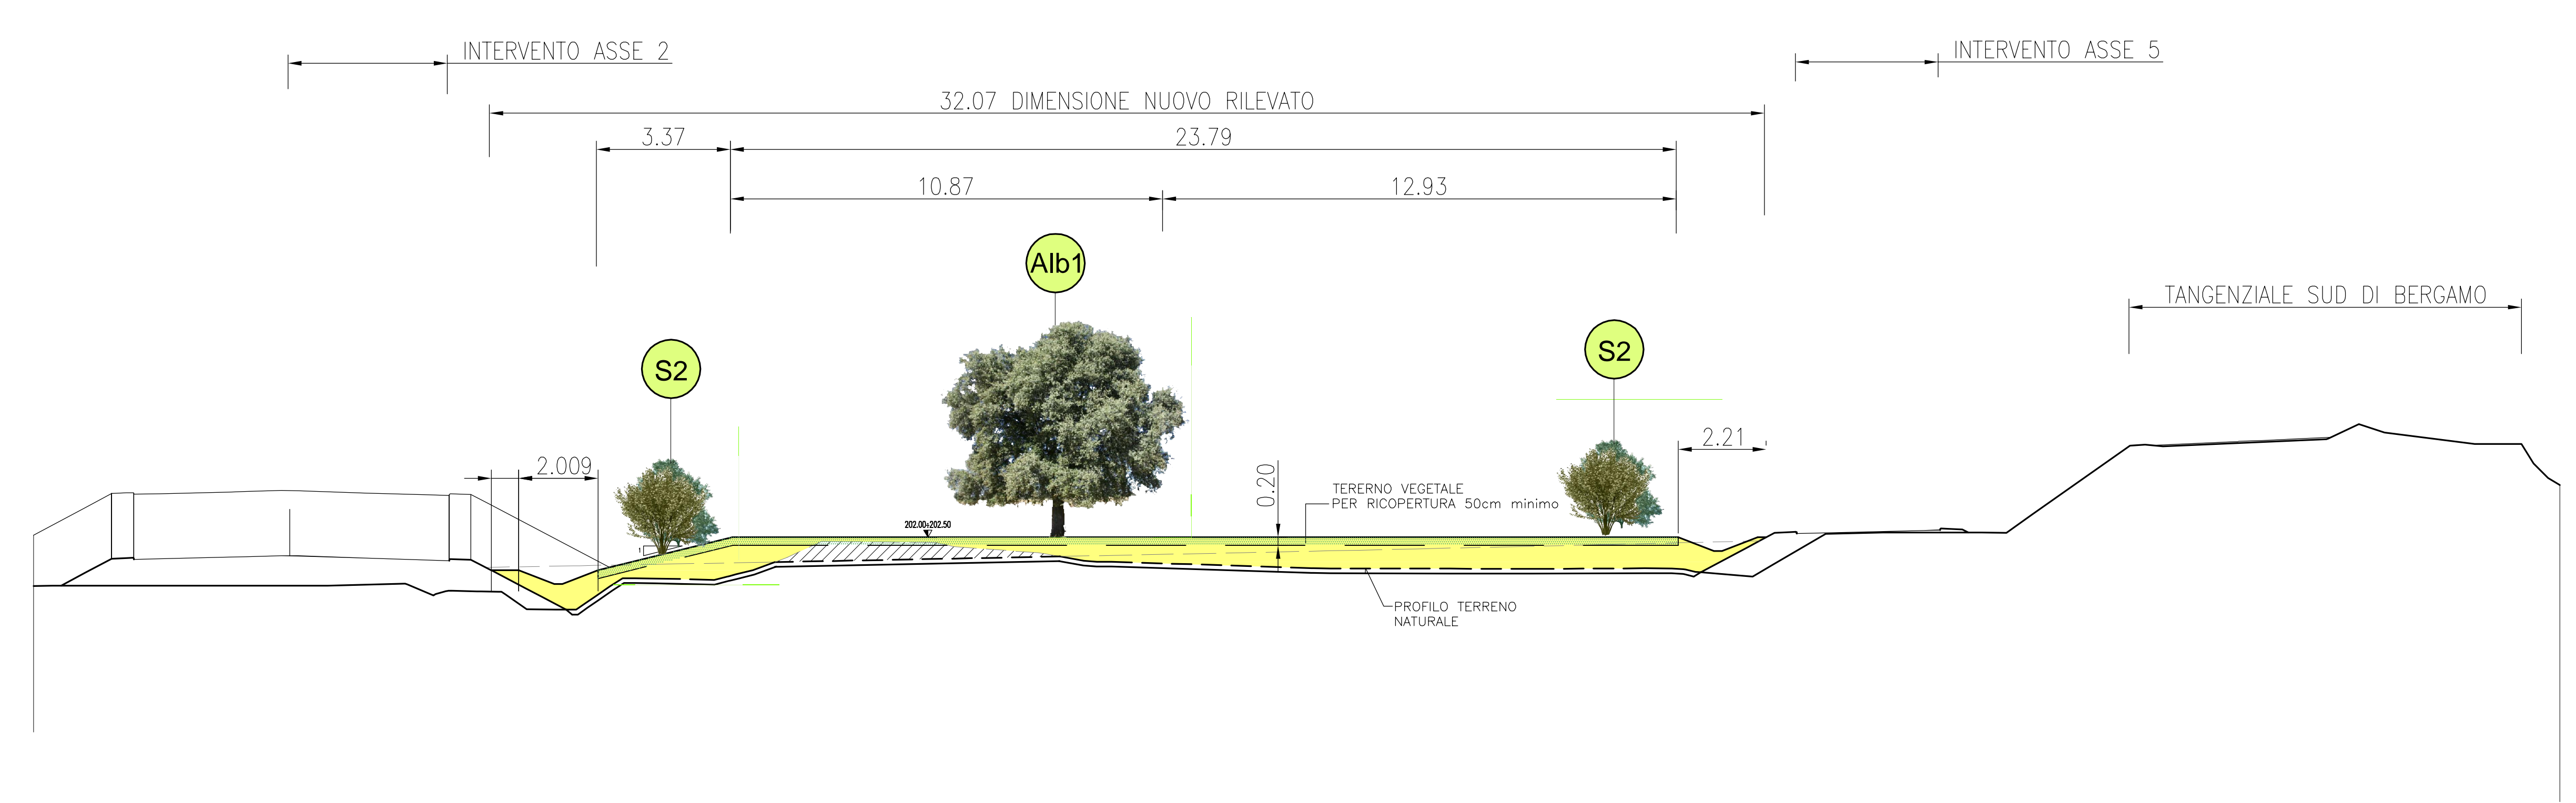 INTERVENTO ASSE 2
INTERVENTO ASSE 5
32.07 DIMENSIONE NUOVO RILEVATO
3.37
23.79
10.87
12.93
Alb1
TANGENZIALE SUD DI BERGAMO
S2
S2
2.21
2.009
0.20
TERERNO VEGETALE
PER RICOPERTURA 50cm minimo
202.00÷202.50
1
PROFILO TERRENO
NATURALE